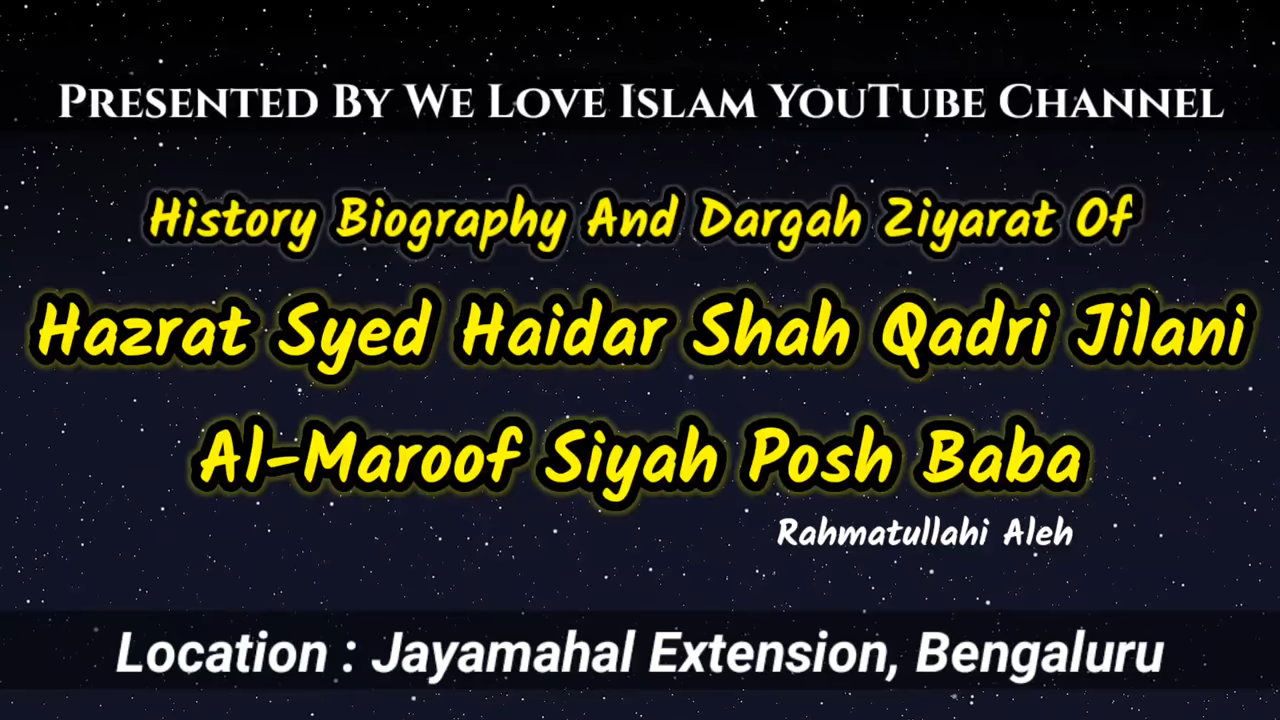 Presented By We Love Islam YouTube Channel
History Biography And Dargah Ziyarat Of
Hazrat Syed Haidar Shah Qadri Jilani
Al-Maroof Siyah Posh Baba
Rahmatullahi Aleh
Location : Jayamahal Extension, Bengaluru